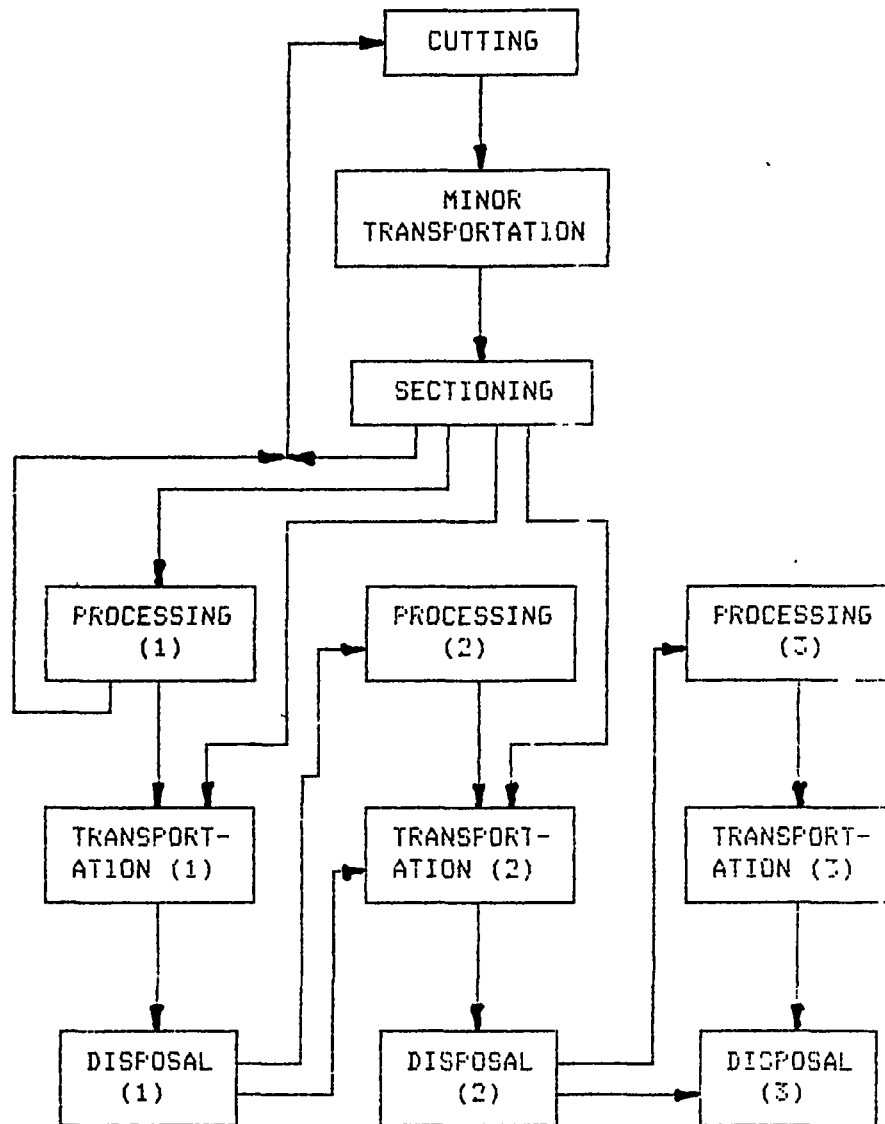 CUTTING
MINOR
TRANSPORTATION
SECTIONING
PROCESSING
(1)
PROCESSING
(2)
PROCESSING
(3)
TRANSPORT-
ATION (1)
TRANSPORT-
ATION (2)
TRANSPORT-
ATION (3)
DISPOSAL
(1)
DISPOSAL
(2)
DISPOSAL
(3)